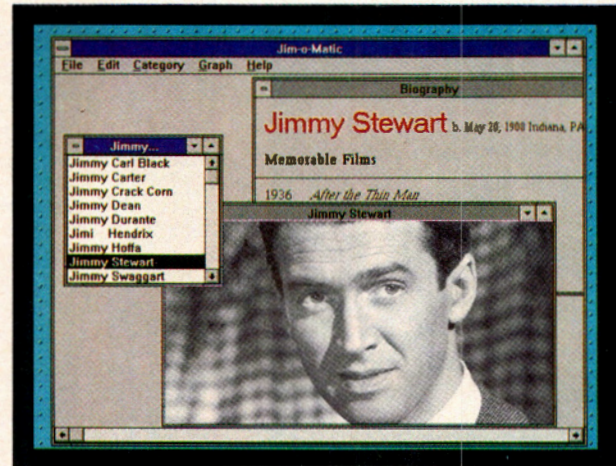 Jim-o-Matic
File Edit Category Graph Help
Biography
Jimmy Stewart b. May 20, 1908 Indiana, PA
Memorable Films
1936 After the Thin Man
Jimmy...
Jimmy Carl Black
Jimmy Carter
Jimmy Crack Corn
Jimmy Dean
Jimmy Durante
Jimi Hendrix
Jimmy Hoffa
Jimmy Stewart
Jimmy Swaggart
Jimmy Stewart